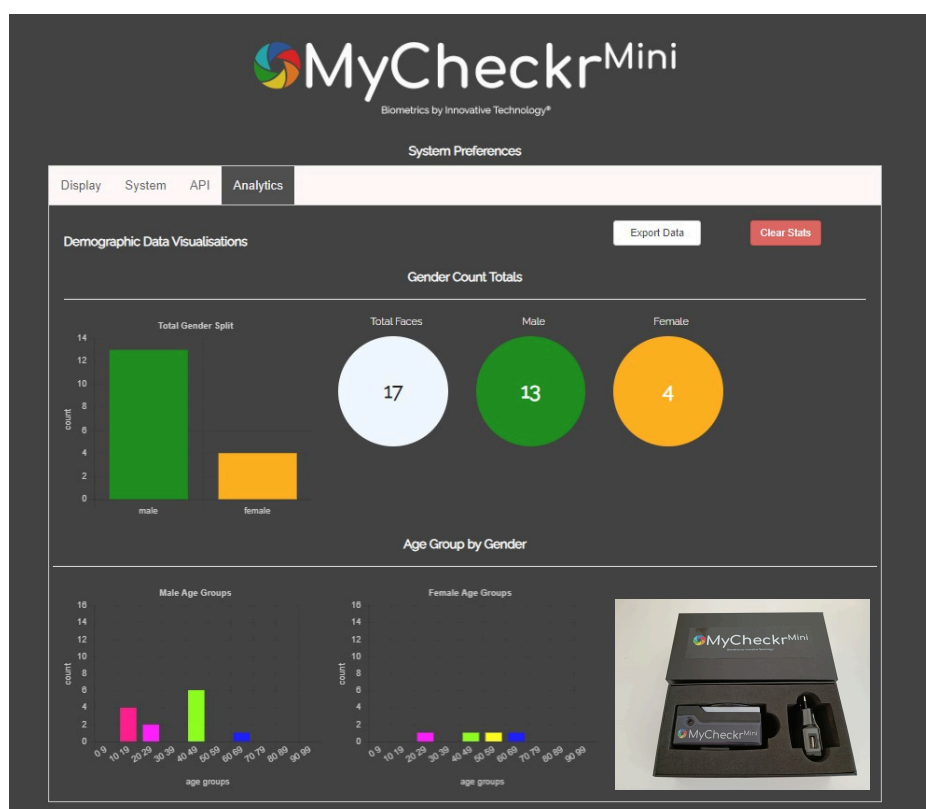 MyCheckrMini
Biometrics by Innovative Technology®
System Preferences
Display System API Analytics
Demographic Data Visualisations
Export Data
Clear Stats
Gender Count Totals
Total Gender Split
14
12
10
8
6
4
2
0
count
male female
Total Faces Male Female
17 13 4
Age Group by Gender
Male Age Groups
16
14
12
10
8
6
4
2
0
count
0 9 10 19 20 29 30 39 40 49 50 59 60 69 70 79 80 89 90 99
age groups
Female Age Groups
16
14
12
10
8
6
4
2
0
count
0 9 10 19 20 29 30 39 40 49 50 59 60 69 70 79 80 89 90 99
age groups
MyCheckrMini
MyCheckrMini